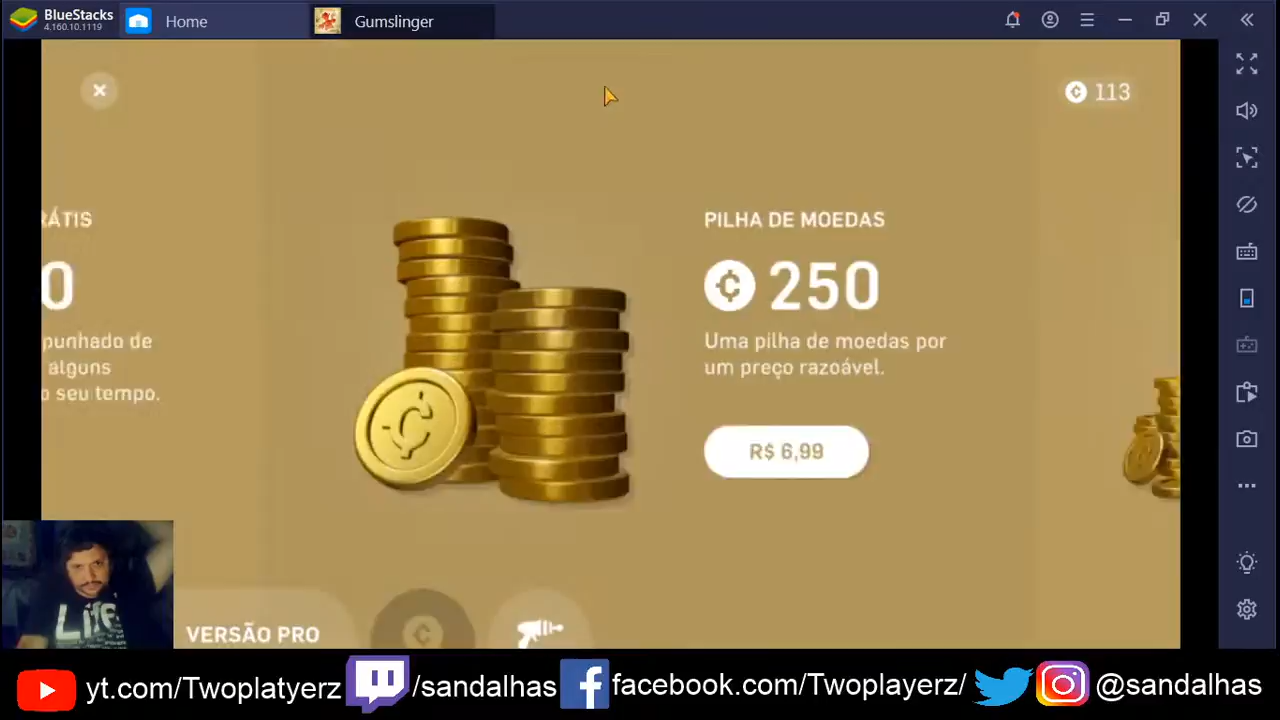 BlueStacks
4.160.10.1119
Home
Gumslinger
113
RÁTIS
0
punhado de
alguns
o seu tempo.
PILHA DE MOEDAS
250
Uma pilha de moedas por
um preço razoável.
R$ 6,99
Life
VERSÃO PRO
yt.com/Twoplatyerz
/sandalhas
facebook.com/Twoplayerz/
@sandalhas